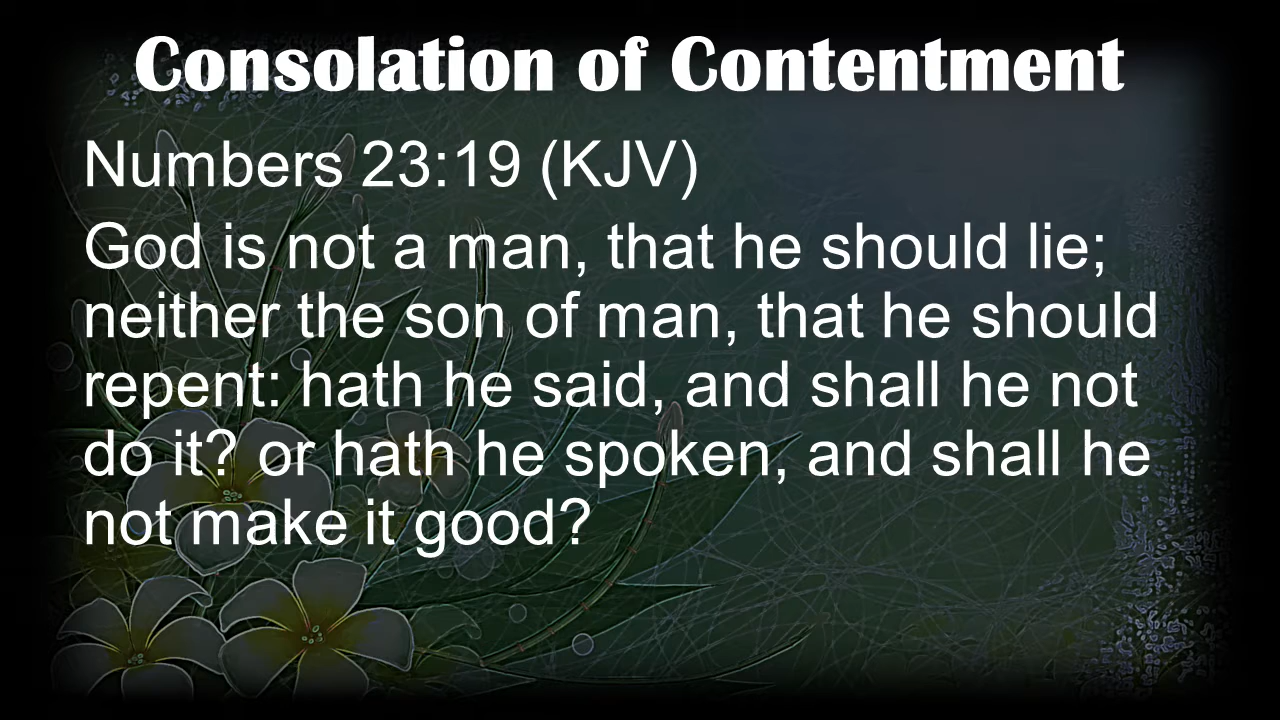 Consolation of Contentment
Numbers 23:19 (KJV)
God is not a man, that he should lie;
neither the son of man, that he should
repent: hath he said, and shall he not
do it? or hath he spoken, and shall he
not make it good?